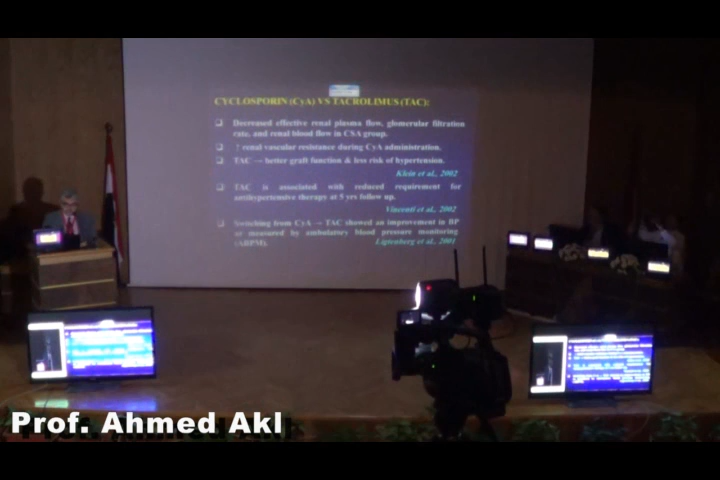 CYCLOSPORIN (CyA) VS TACROLIMUS (TAC):
Decreased effective renal plasma flow, glomerular filtration
rate, and renal blood flow in CSA group.
↑ renal vascular resistance during CyA administration.
TAC → better graft function & less risk of hypertension.
Klein et al., 2002
TAC is associated with reduced requirement for
antihypertensive therapy at 5 yrs follow up.
Vincenti et al., 2002
Switching from CyA → TAC showed an improvement in BP
or measured by ambulatory blood pressure monitoring
(ABPM).
Ligtenberg et al., 2001
Prof. Ahmed Akl